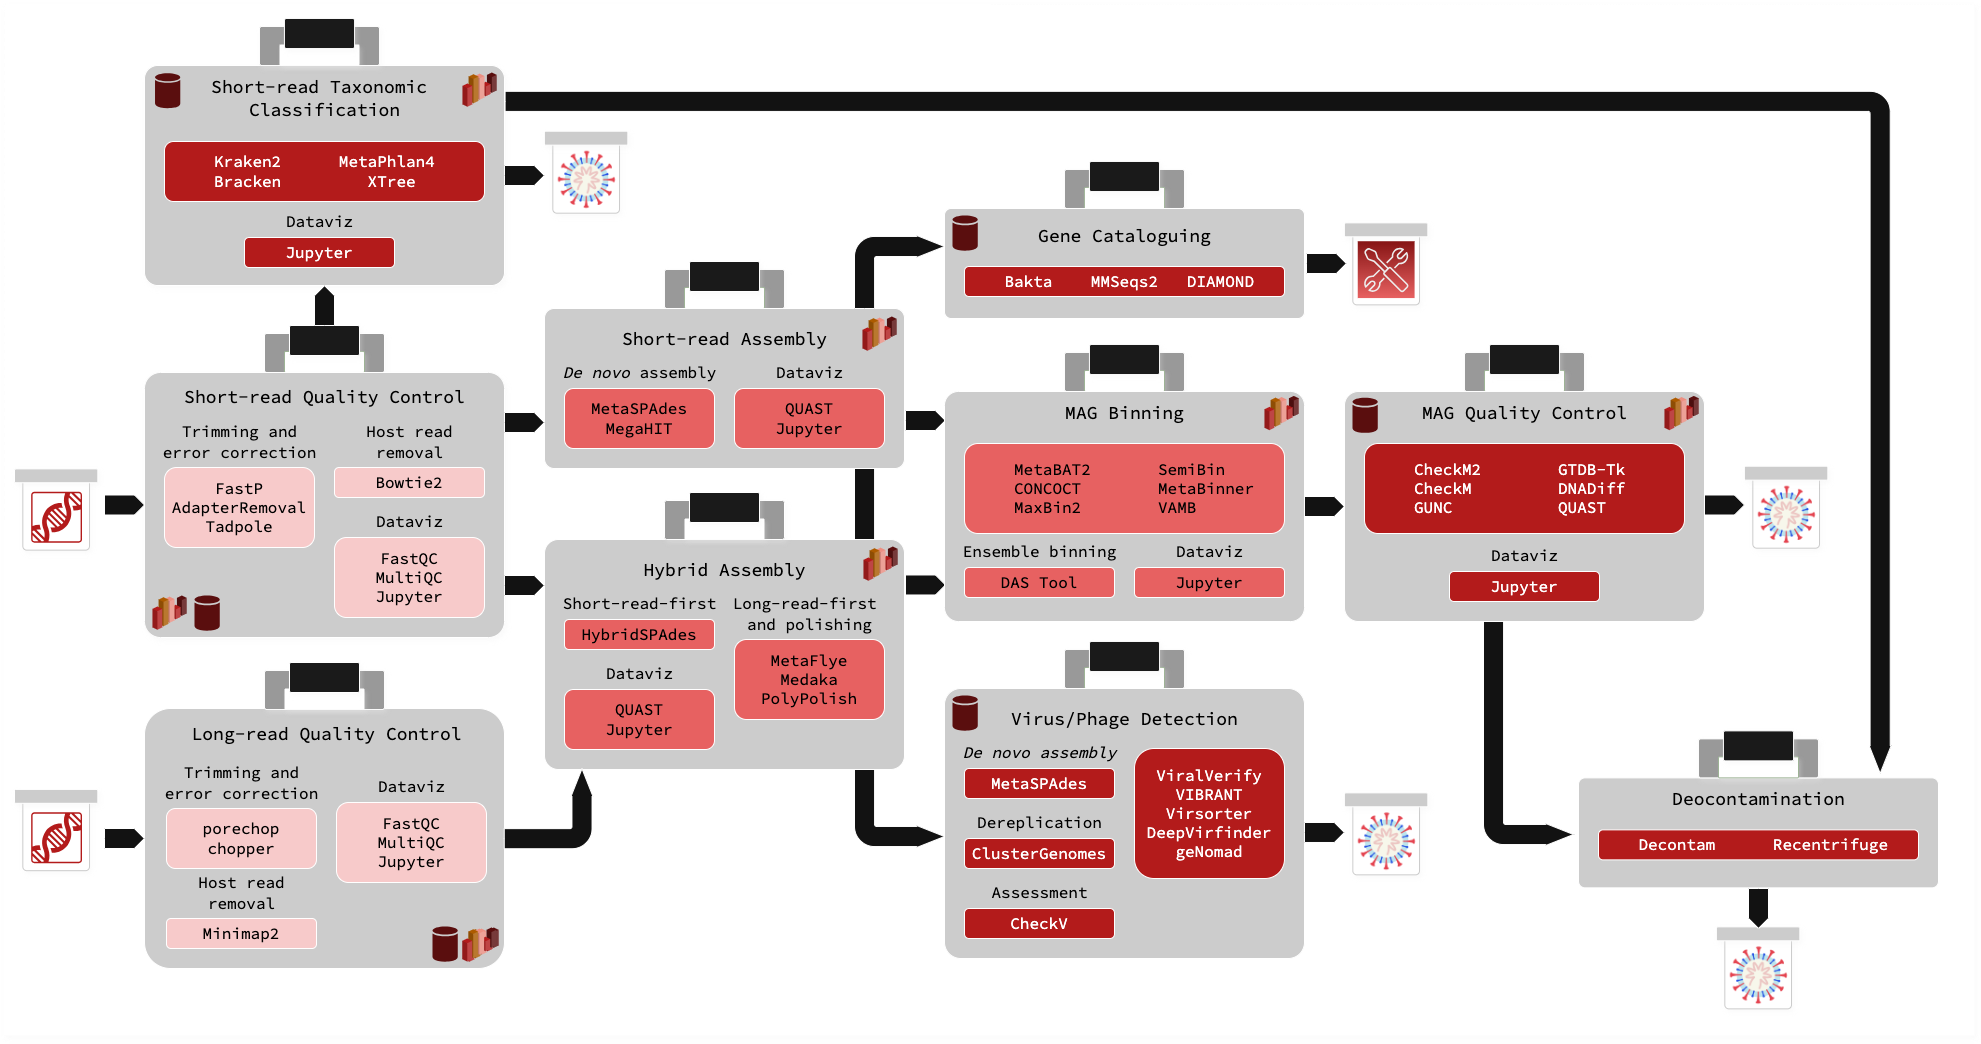 Short-read Taxonomic
Classification
Kraken2 MetaPhlan4
Bracken XTree
Dataviz
Jupyter
Short-read Quality Control
Trimming and
error correction
FastP
AdapterRemoval
Tadpole
Host read
removal
Bowtie2
Dataviz
FastQC
MultiQC
Jupyter
Long-read Quality Control
Trimming and
error correction
porechop
chopper
Host read
removal
Minimap2
Dataviz
FastQC
MultiQC
Jupyter
Short-read Assembly
De novo assembly
MetaSPAdes
MegaHIT
Dataviz
QUAST
Jupyter
Hybrid Assembly
Short-read-first
HybridSPAdes
Dataviz
QUAST
Jupyter
Long-read-first
and polishing
MetaFlye
Medaka
PolyPolish
Gene Cataloguing
Bakta MMSeqs2 DIAMOND
MAG Binning
MetaBAT2 SemiBin
CONCOCT MetaBinner
MaxBin2 VAMB
Ensemble binning
DAS Tool
Dataviz
Jupyter
Virus/Phage Detection
De novo assembly
MetaSPAdes
Dereplication
ClusterGenomes
Assessment
CheckV
ViralVerify
VIBRANT
Virsorter
DeepVirfinder
geNomad
MAG Quality Control
CheckM2 GTDB-Tk
CheckM DNADiff
GUNC QUAST
Dataviz
Jupyter
Deocontamination
Decontam Recentrifuge